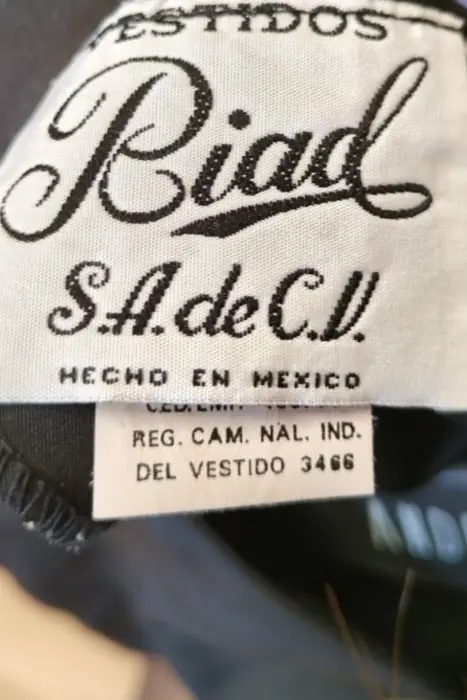 VESTIDOS
Riad
S.A. de C.V.
HECHO EN MEXICO
REG. CAM. NAL. IND.
DEL VESTIDO 3466